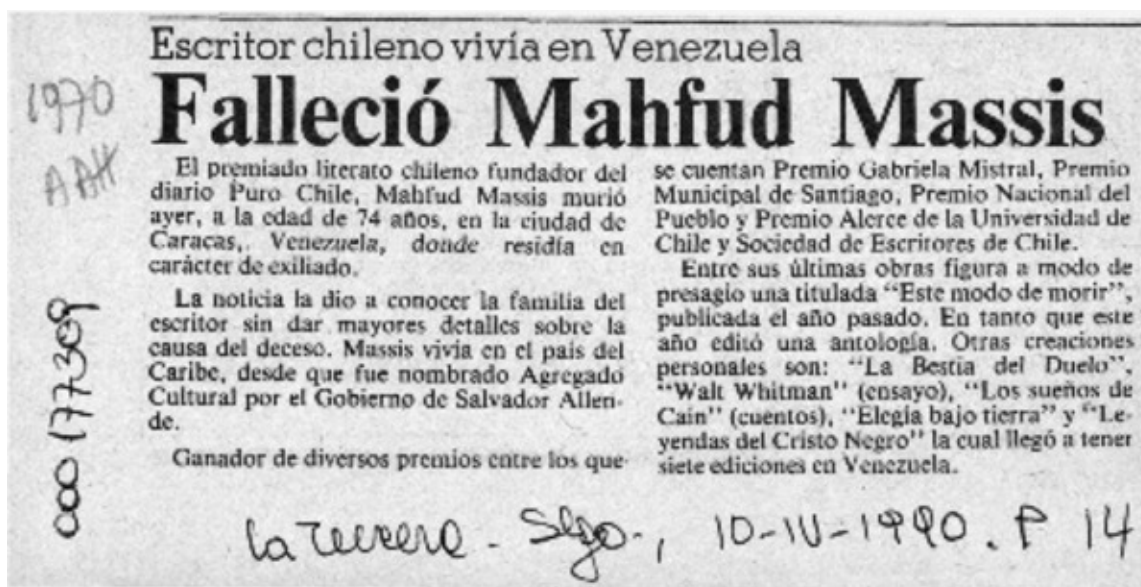 Escritor chileno vivía en Venezuela
Falleció Mahfud Massis
1970
AAH
000177309
El premiado literato chileno fundador del
diario Puro Chile, Mahfud Massis murió
ayer, a la edad de 74 años, en la ciudad de
Caracas, Venezuela, donde residía en
carácter de exiliado.
La noticia la dio a conocer la familia del
escritor sin dar mayores detalles sobre la
causa del deceso. Massis vivía en el país del
Caribe, desde que fue nombrado Agregado
Cultural por el Gobierno de Salvador Allen-
de.
Ganador de diversos premios entre los que
se cuentan Premio Gabriela Mistral, Premio
Municipal de Santiago, Premio Nacional del
Pueblo y Premio Alerce de la Universidad de
Chile y Sociedad de Escritores de Chile.
Entre sus últimas obras figura a modo de
presagio una titulada "Este modo de morir",
publicada el año pasado. En tanto que este
año editó una antología. Otras creaciones
personales son: "La Bestia del Duelo",
"Walt Whitman" (ensayo), "Los sueños de
Caín" (cuentos), "Elegía bajo tierra" y "Le-
yendas del Cristo Negro" la cual llegó a tener
siete ediciones en Venezuela.
La Tercera - Stgo., 10-IV-1990. P 14